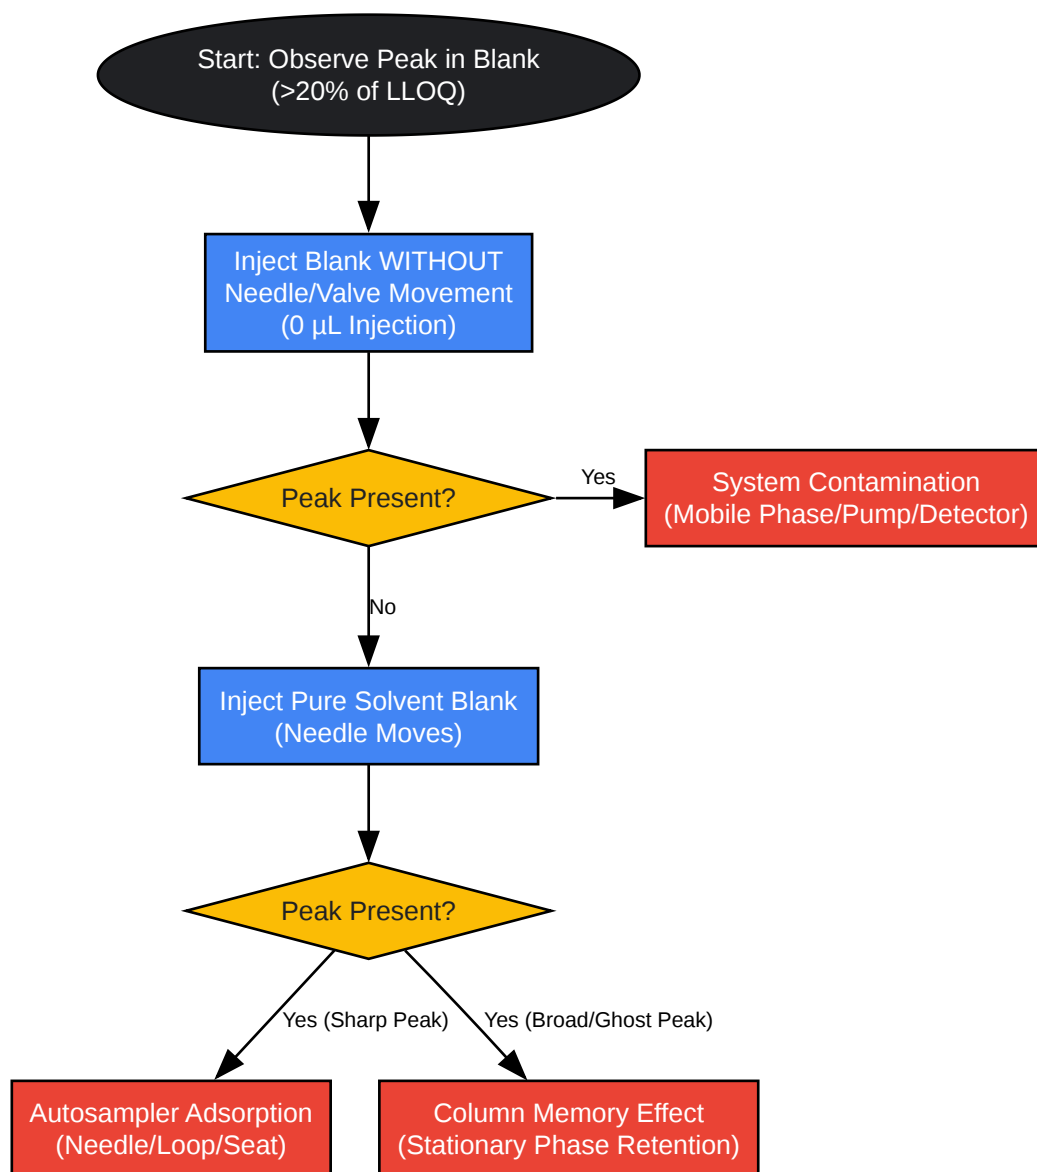 Start: Observe Peak in Blank
(>20% of LLOQ)
Inject Blank WITHOUT
Needle/Valve Movement
(0 µL Injection)
Peak Present?
Yes
System Contamination
(Mobile Phase/Pump/Detector)
No
Inject Pure Solvent Blank
(Needle Moves)
Peak Present?
Yes (Sharp Peak)
Yes (Broad/Ghost Peak)
Autosampler Adsorption
(Needle/Loop/Seat)
Column Memory Effect
(Stationary Phase Retention)